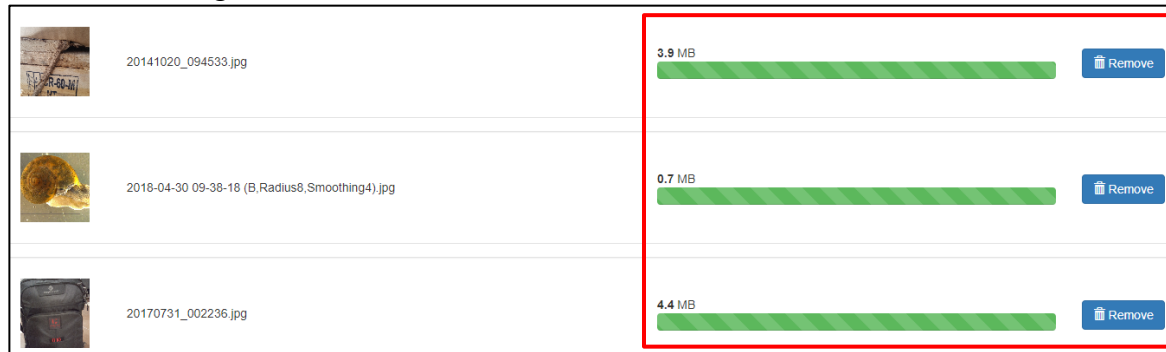 3.9 MB
20141020_094533.jpg
Remove
0.7 MB
2018-04-30 09-38-18 (B,Radius8,Smoothing4).jpg
Remove
4.4 MB
20170731_002236.jpg
Remove